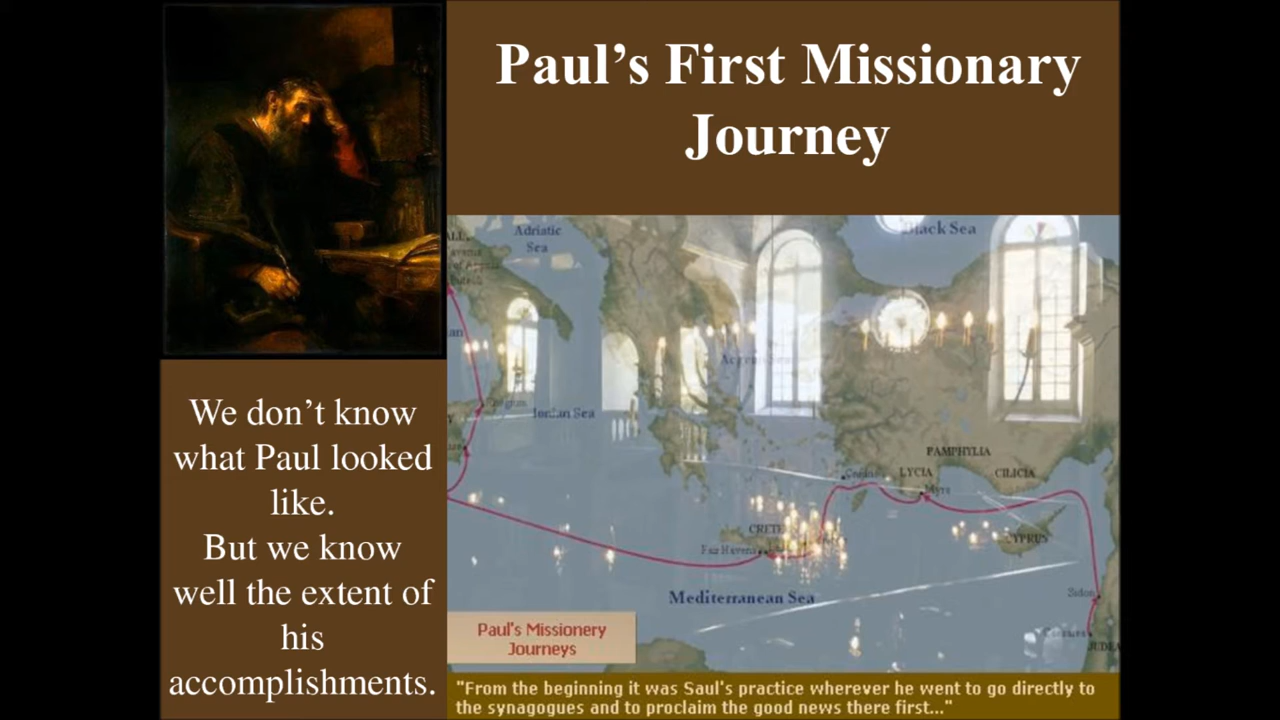 Paul's First Missionary
Journey
We don't know
what Paul looked
like.
But we know
well the extent of
his
accomplishments.
Adriatic
Sea
Black Sea
Ionian Sea
PAMPHYLIA
LYCIA
CILICIA
Myra
CRETE
CYPRUS
Mediterranean Sea
Sidon
JUDEA
Paul's Missionery
Journeys
"From the beginning it was Saul's practice wherever he went to go directly to
the synagogues and to proclaim the good news there first..."